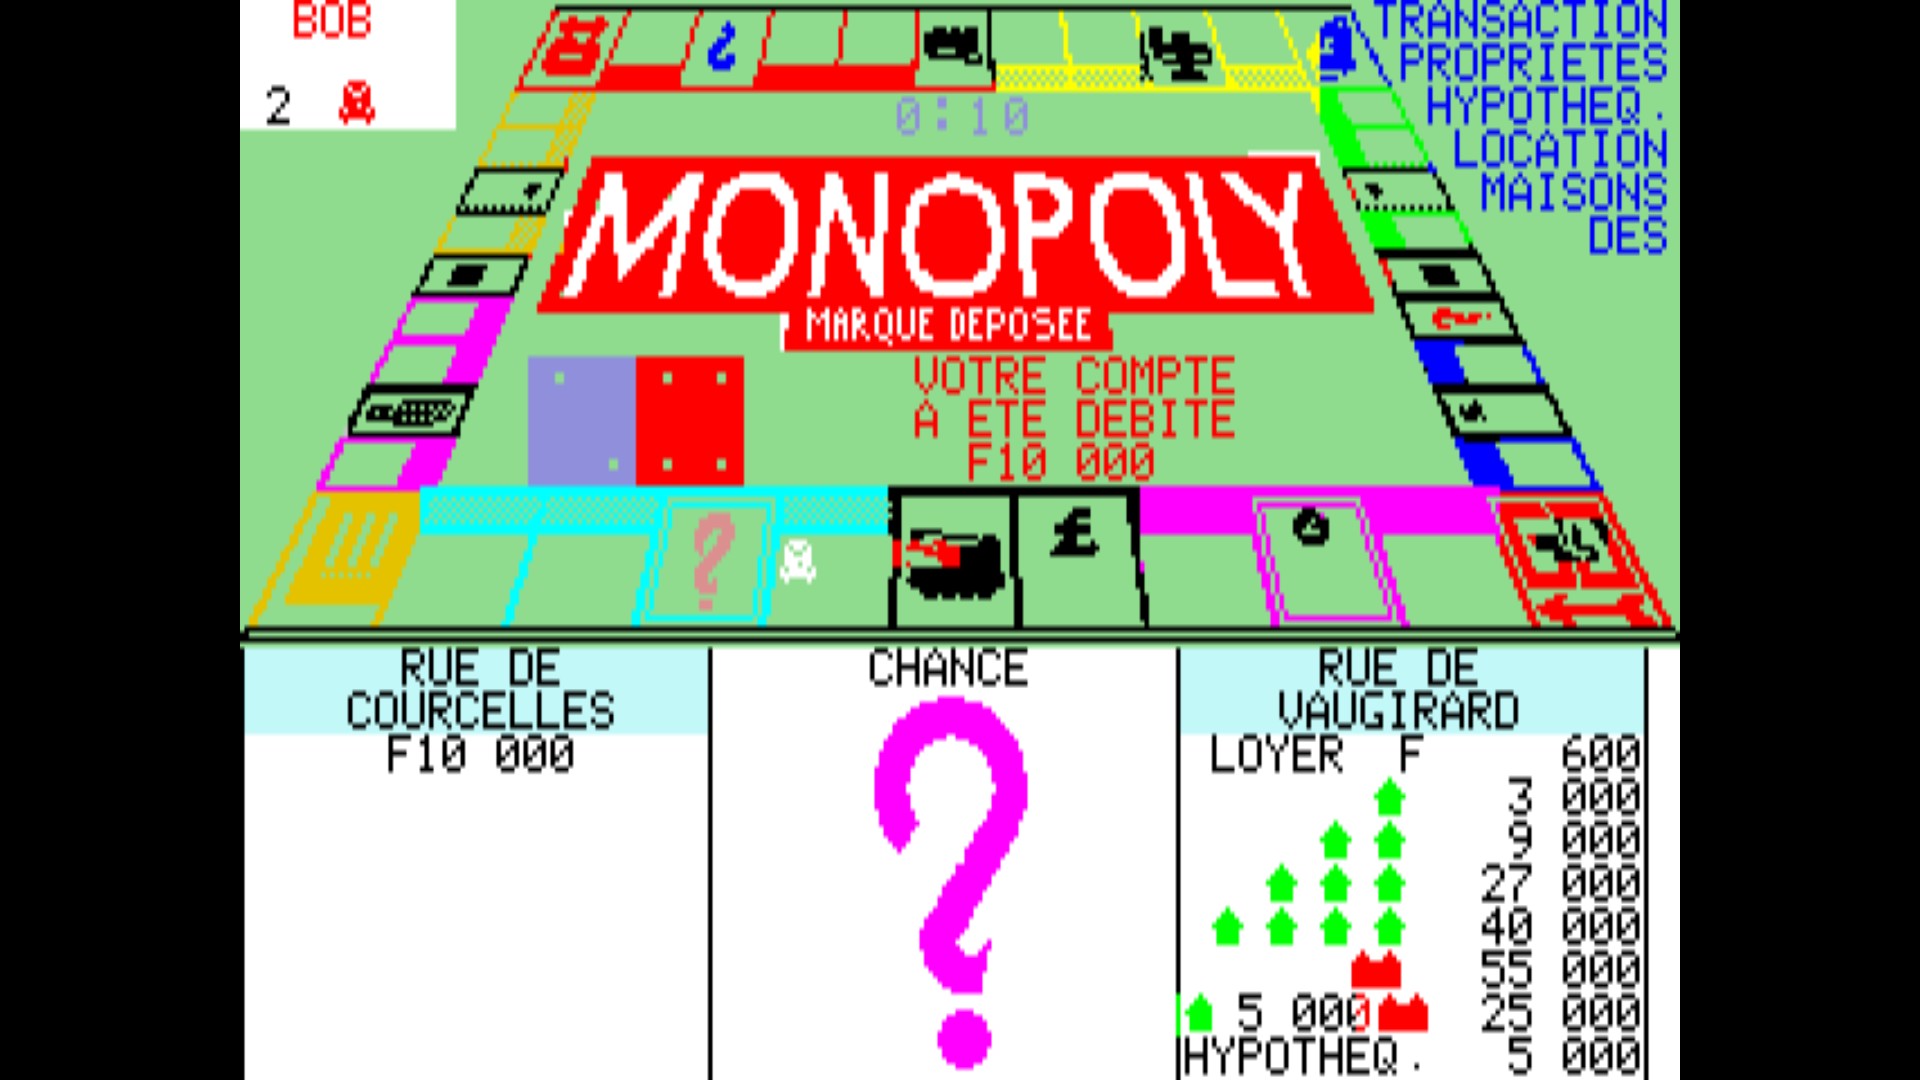 BOB
2
TRANSACTION
PROPRIETES
HYPOTHEQ.
LOCATION
MAISONS
DES
0:10
MONOPOLY
MARQUE DEPOSEE
VOTRE COMPTE
A ETE DEBITE
F10 000
?
£
RUE DE
COURCELLES
F10 000
CHANCE
?
RUE DE
VAUGIRARD
LOYER F 600
3 000
9 000
27 000
40 000
55 000
5 000 25 000
HYPOTHEQ. 5 000